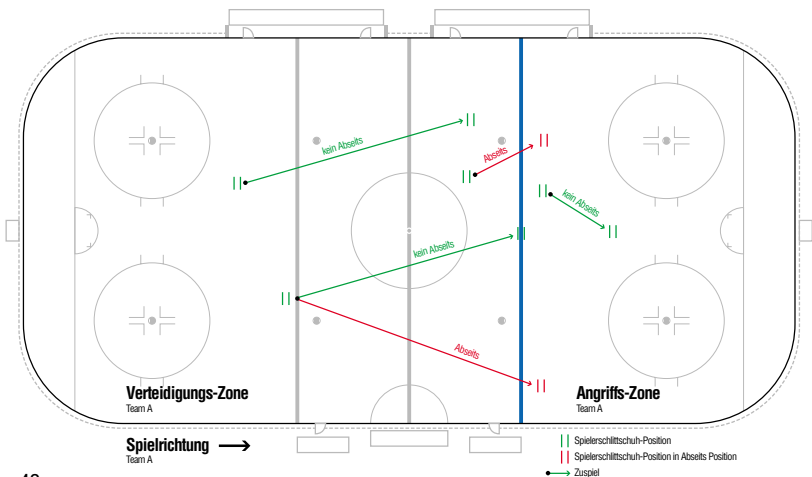 kein Abseits
Abseits
kein Abseits
kein Abseits
Abseits
Verteidigungs-Zone
Team A
Angriffs-Zone
Team A
Spielrichtung
Team A
Spielerschlittschuh-Position
Spielerschlittschuh-Position in Abseits Position
Zuspiel